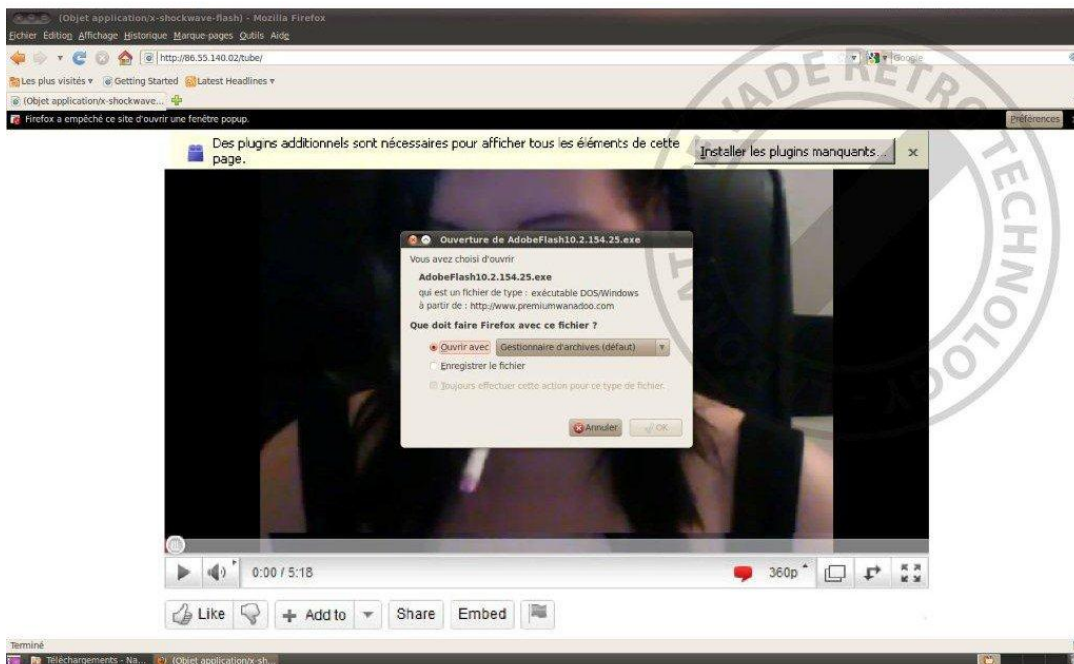 (Objet application/x-shockwave-flash) - Mozilla Firefox
Fichier Édition Affichage Historique Marque-pages Outils Aide
http://86.55.140.02/tube/
Google
Les plus visités Getting Started Latest Headlines
(Objet application/x-shockwave...
Firefox a empêché ce site d'ouvrir une fenêtre popup.
Préférences
Des plugins additionnels sont nécessaires pour afficher tous les éléments de cette page.
Installer les plugins manquants...
Ouverture de AdobeFlash10.2.154.25.exe
Vous avez choisi d'ouvrir
AdobeFlash10.2.154.25.exe
qui est un fichier de type : exécutable DOS/Windows
à partir de : http://www.premiumwanadoo.com
Que doit faire Firefox avec ce fichier ?
Ouvrir avec Gestionnaire d'archives (défaut)
Enregistrer le fichier
Toujours effectuer cette action pour ce type de fichier.
Annuler OK
0:00 / 5:18
360p
Like Add to Share Embed
Terminé
Téléchargements - Na... (Objet application/x-sh...
MADE RETRO TECHNOLOGY